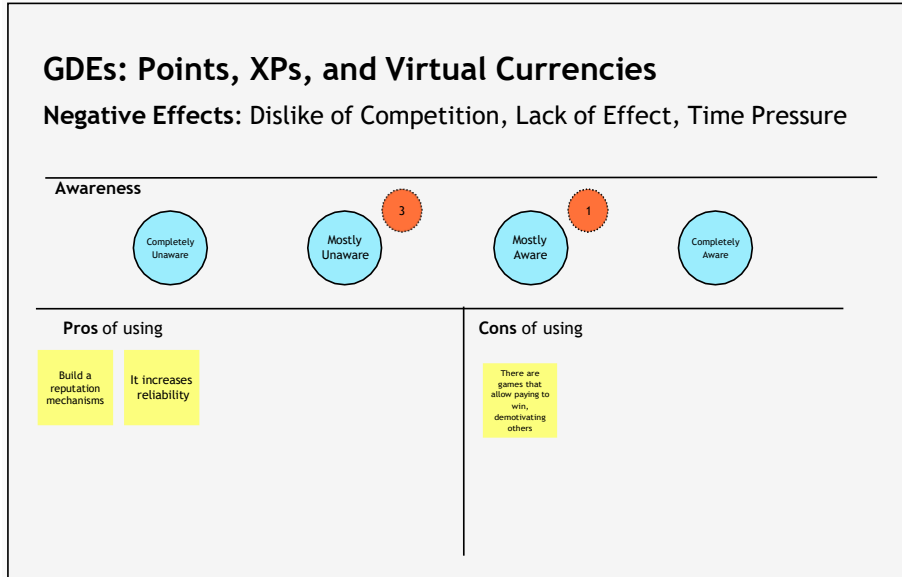 GDEs: Points, XPs, and Virtual Currencies
Negative Effects: Dislike of Competition, Lack of Effect, Time Pressure
Awareness
Completely
Unaware
Mostly
Unaware
3
Mostly
Aware
1
Completely
Aware
Pros of using
Build a
reputation
mechanisms
It increases
reliability
Cons of using
There are
games that
allow paying to
win,
demotivating
others